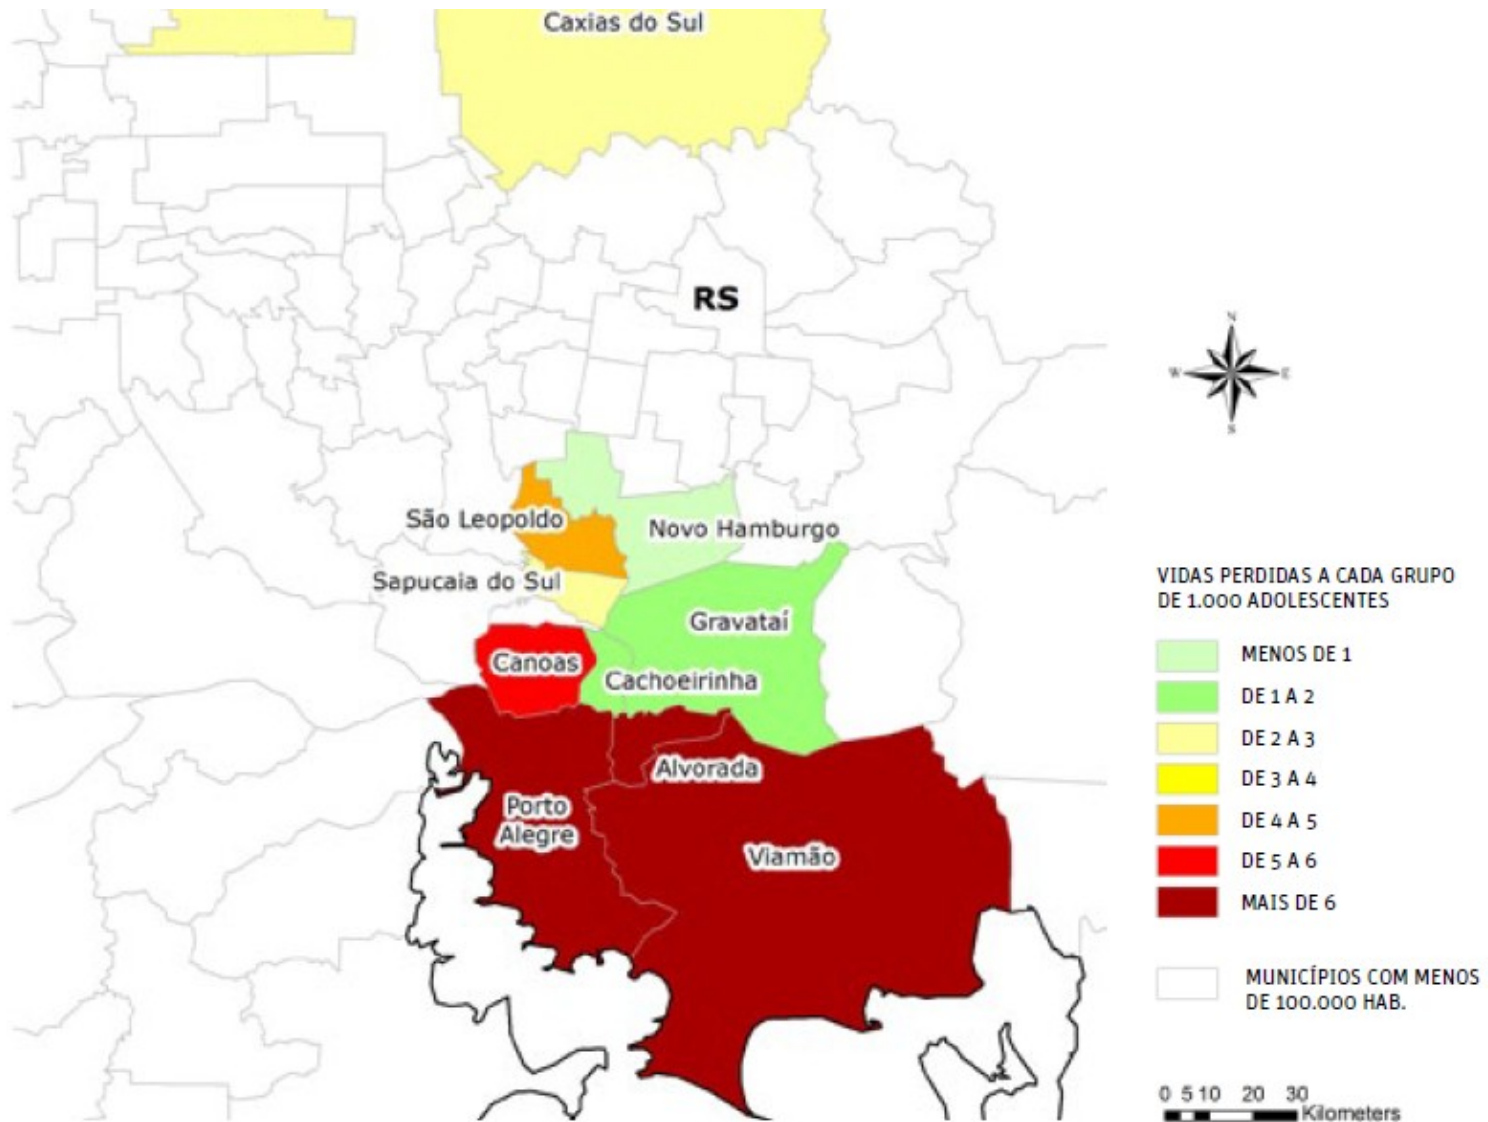 Caxias do Sul
RS
São Leopoldo
Novo Hamburgo
Sapucaia do Sul
Gravataí
Canoas
Cachoeirinha
Alvorada
Porto
Alegre
Viamão
N
W
E
S
VIDAS PERDIDAS A CADA GRUPO
DE 1.000 ADOLESCENTES
MENOS DE 1
DE 1 A 2
DE 2 A 3
DE 3 A 4
DE 4 A 5
DE 5 A 6
MAIS DE 6
MUNICÍPIOS COM MENOS
DE 100.000 HAB.
0 5 10 20 30
Kilometers